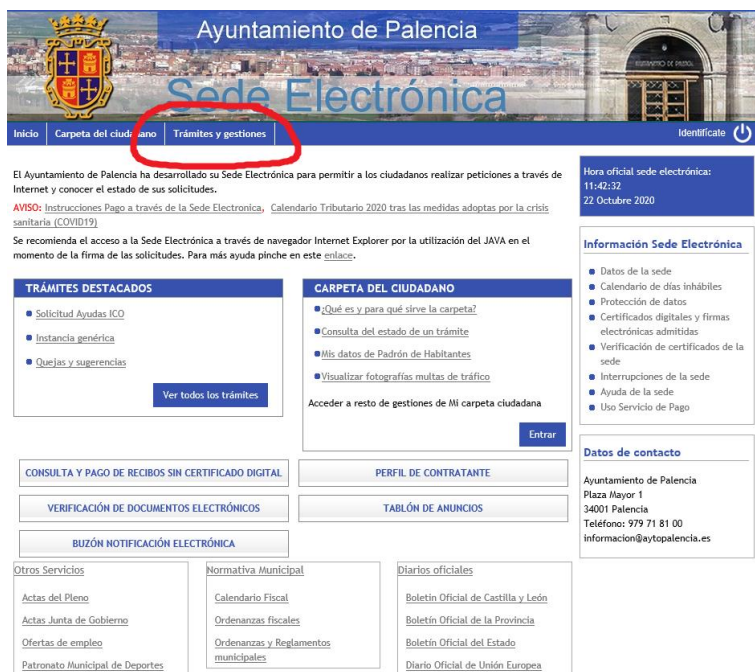 Ayuntamiento de Palencia
Sede Electrónica
Inicio Carpeta del ciudadano Trámites y gestiones Identifícate
El Ayuntamiento de Palencia ha desarrollado su Sede Electrónica para permitir a los ciudadanos realizar peticiones a través de
Internet y conocer el estado de sus solicitudes.
AVISO: Instrucciones Pago a través de la Sede Electronica, Calendario Tributario 2020 tras las medidas adoptas por la crisis
sanitaria (COVID19)
Se recomienda el acceso a la Sede Electrónica a través de navegador Internet Explorer por la utilización del JAVA en el
momento de la firma de las solicitudes. Para más ayuda pinche en este enlace.
TRÁMITES DESTACADOS
Solicitud Ayudas ICO
Instancia genérica
Quejas y sugerencias
Ver todos los trámites
CARPETA DEL CIUDADANO
¿Qué es y para qué sirve la carpeta?
Consulta del estado de un trámite
Mis datos de Padrón de Habitantes
Visualizar fotografías multas de tráfico
Acceder a resto de gestiones de Mi carpeta ciudadana
Entrar
CONSULTA Y PAGO DE RECIBOS SIN CERTIFICADO DIGITAL
PERFIL DE CONTRATANTE
VERIFICACIÓN DE DOCUMENTOS ELECTRÓNICOS
TABLÓN DE ANUNCIOS
BUZÓN NOTIFICACIÓN ELECTRÓNICA
Otros Servicios
Actas del Pleno
Actas Junta de Gobierno
Ofertas de empleo
Patronato Municipal de Deportes
Normativa Municipal
Calendario Fiscal
Ordenanzas fiscales
Ordenanzas y Reglamentos
municipales
Diarios oficiales
Boletin Oficial de Castilla y León
Boletín Oficial de la Provincia
Boletín Oficial del Estado
Diario Oficial de Unión Europea
Hora oficial sede electrónica:
11:42:32
22 Octubre 2020
Información Sede Electrónica
Datos de la sede
Calendario de días inhábiles
Protección de datos
Certificados digitales y firmas
electrónicas admitidas
Verificación de certificados de la
sede
Interrupciones de la sede
Ayuda de la sede
Uso Servicio de Pago
Datos de contacto
Ayuntamiento de Palencia
Plaza Mayor 1
34001 Palencia
Teléfono: 979 71 81 00
informacion@aytopalencia.es